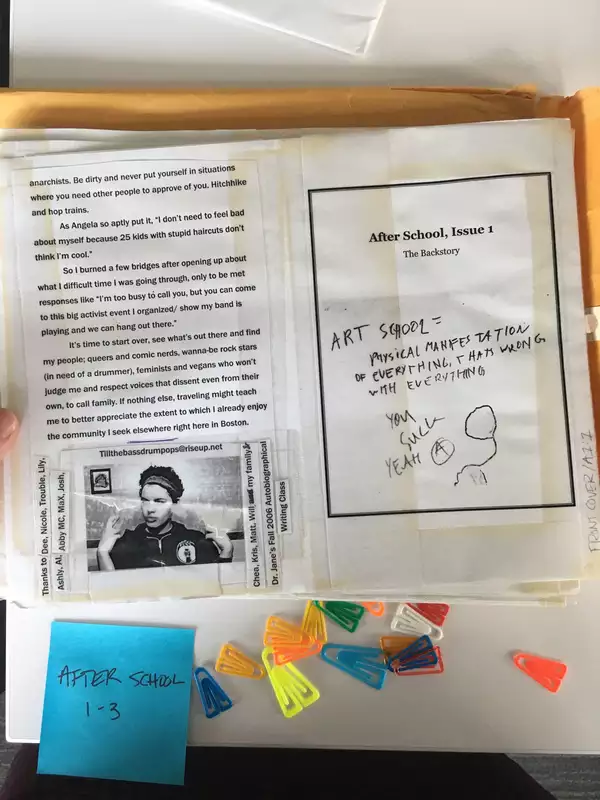 anarchists. Be dirty and never put yourself in situations
where you need other people to approve of you. Hitchhike
and hop trains.
As Angela so aptly put it, “I don’t need to feel bad
about myself because 25 kids with stupid haircuts don’t
think I’m cool.”
So I burned a few bridges after opening up about
what I difficult time I was going through, only to be met
responses like “I’m too busy to call you, but you can come
to this big activist event I organized/ show my band is
playing and we can hang out there.”
It’s time to start over, see what’s out there and find
my people; queers and comic nerds, wanna-be rock stars
(in need of a drummer), feminists and vegans who won’t
judge me and respect voices that dissent even from their
own, to call family. If nothing else, traveling might teach
me to better appreciate the extent to which I already enjoy
the community I seek elsewhere right here in Boston.
Tillthebassdrumpops@riseup.net
Thanks to Dee, Nicole, Trouble, Lily,
Ashly, Al, Abby MC, MaX, Josh,
Chea, Kris, Matt, Will and my family,
Dr. Jane’s Fall 2006 Autobiographical
Writing Class
After School, Issue 1
The Backstory
ART SCHOOL =
PHYSICAL MANIFESTATION
OF EVERYTHING, THATS WRONG
WITH EVERYTHING
YOU
SUCK
YEAH A
FRONT COVER
AFTER SCHOOL
1-3